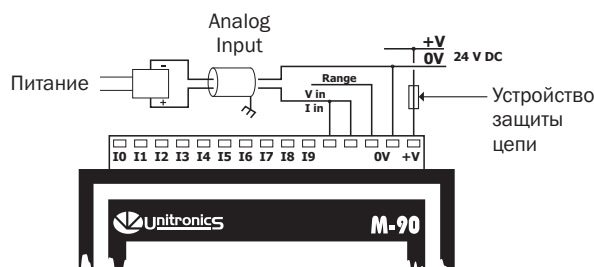 Analog
Input
+V
0V
24 V DC
Питание
-
+
Range
V in
I in
Устройство
защиты
цепи
I0 I1 I2 I3 I4 I5 I6 I7 I8 I9 0V +V
Unitronics M-90